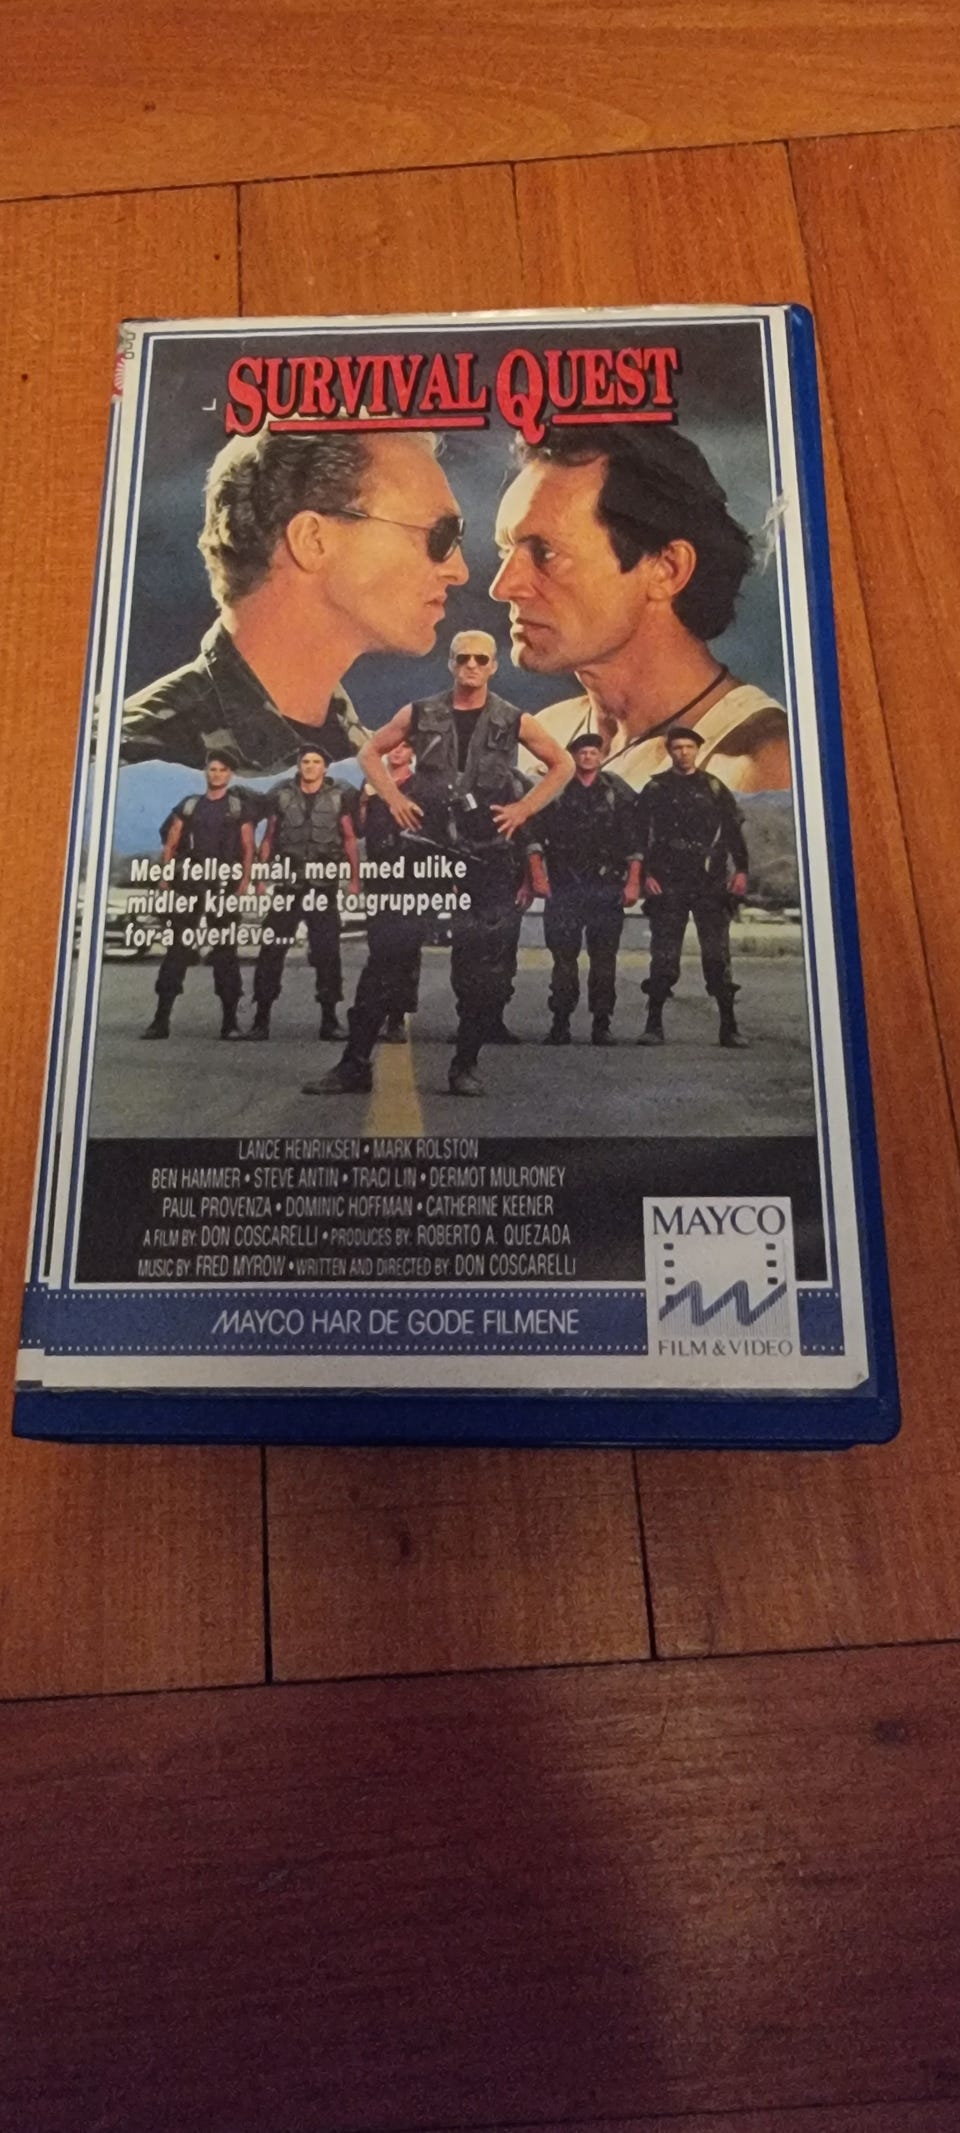 SURVIVAL QUEST
Med felles mål, men med ulike
midler kjemper de to gruppene
for å overleve...
LANCE HENRIKSEN • MARK ROLSTON
BEN HAMMER • STEVE ANTIN • TRACI LIN • DERMOT MULRONEY
PAUL PROVENZA • DOMINIC HOFFMAN • CATHERINE KEENER
A FILM BY: DON COSCARELLI • PRODUCES BY: ROBERTO A. QUEZADA
MUSIC BY: FRED MYROW • WRITTEN AND DIRECTED BY: DON COSCARELLI
MAYCO HAR DE GODE FILMENE
MAYCO
FILM & VIDEO